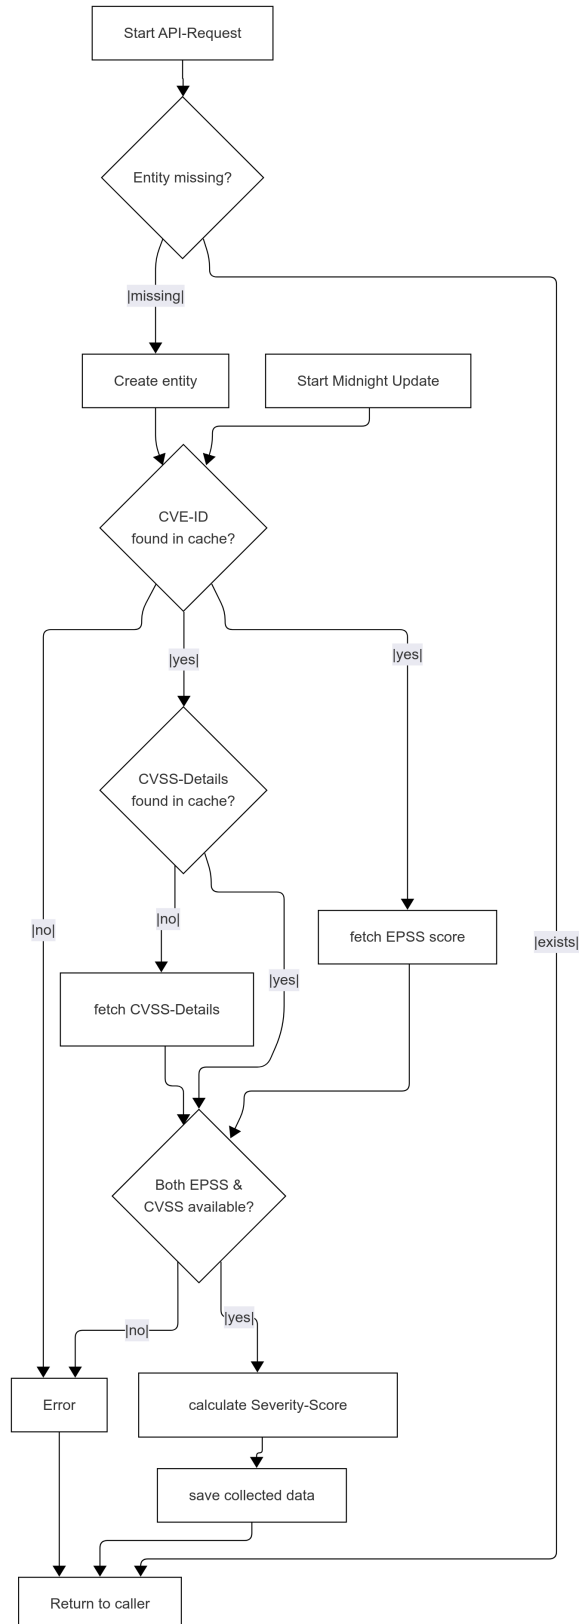 Start API-Request
Entity missing?
|missing|
Create entity
Start Midnight Update
CVE-ID
found in cache?
|yes|
|yes|
CVSS-Details
found in cache?
|no|
|no|
fetch EPSS score
|exists|
|yes|
fetch CVSS-Details
Both EPSS &
CVSS available?
|yes|
|no|
Error
calculate Severity-Score
save collected data
Return to caller